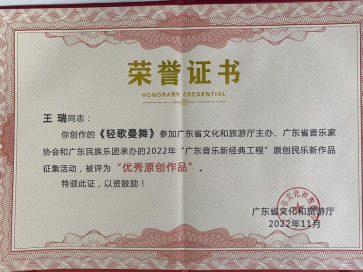 荣誉证书
HONORARY CREDENTIAL
王 瑞同志：
你创作的《轻歌曼舞》参加广东省文化和旅游厅主办、广东省音乐家
协会和广东民族乐团承办的2022年“广东音乐新经典工程”原创民乐新作品
征集活动，被评为“优秀原创作品”。
特颁此证，以资鼓励！
广东省文化和旅游厅
2022年11月